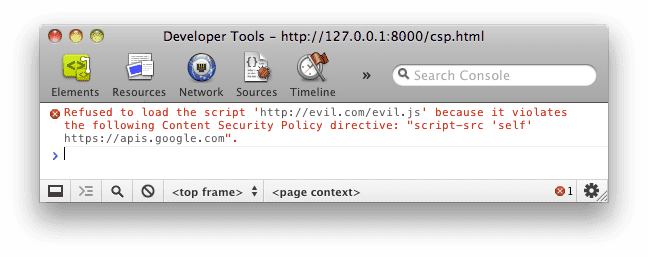 Developer Tools - http://127.0.0.1:8000/csp.html
Elements Resources Network Sources Timeline » Search Console
Refused to load the script 'http://evil.com/evil.js' because it violates
the following Content Security Policy directive: "script-src 'self'
https://apis.google.com".
<top frame> <page context> 1